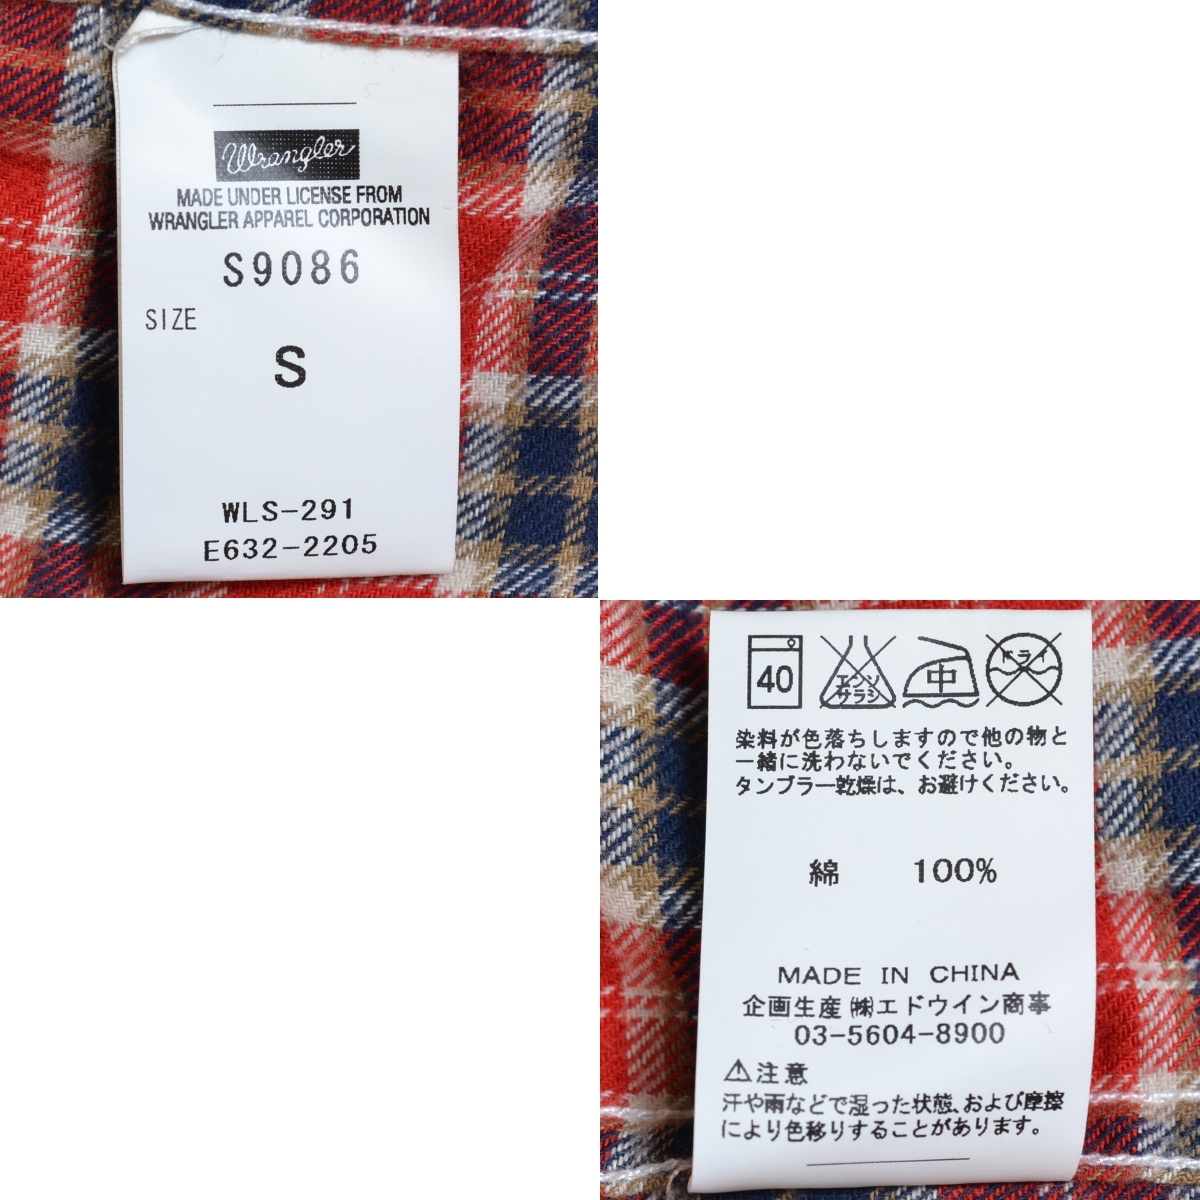 Wrangler
MADE UNDER LICENSE FROM
WRANGLER APPAREL CORPORATION
S9086
SIZE
S
WLS-291
E632-2205
40
エンソ
サラシ
中
ドライ
染料が色落ちしますので他の物と
一緒に洗わないでください。
タンブラー乾燥は、お避けください。
綿 100%
MADE IN CHINA
企画生産 ㈱エドウイン商事
03-5604-8900
⚠注意
汗や雨などで湿った状態、および摩擦
により色移りすることがあります。